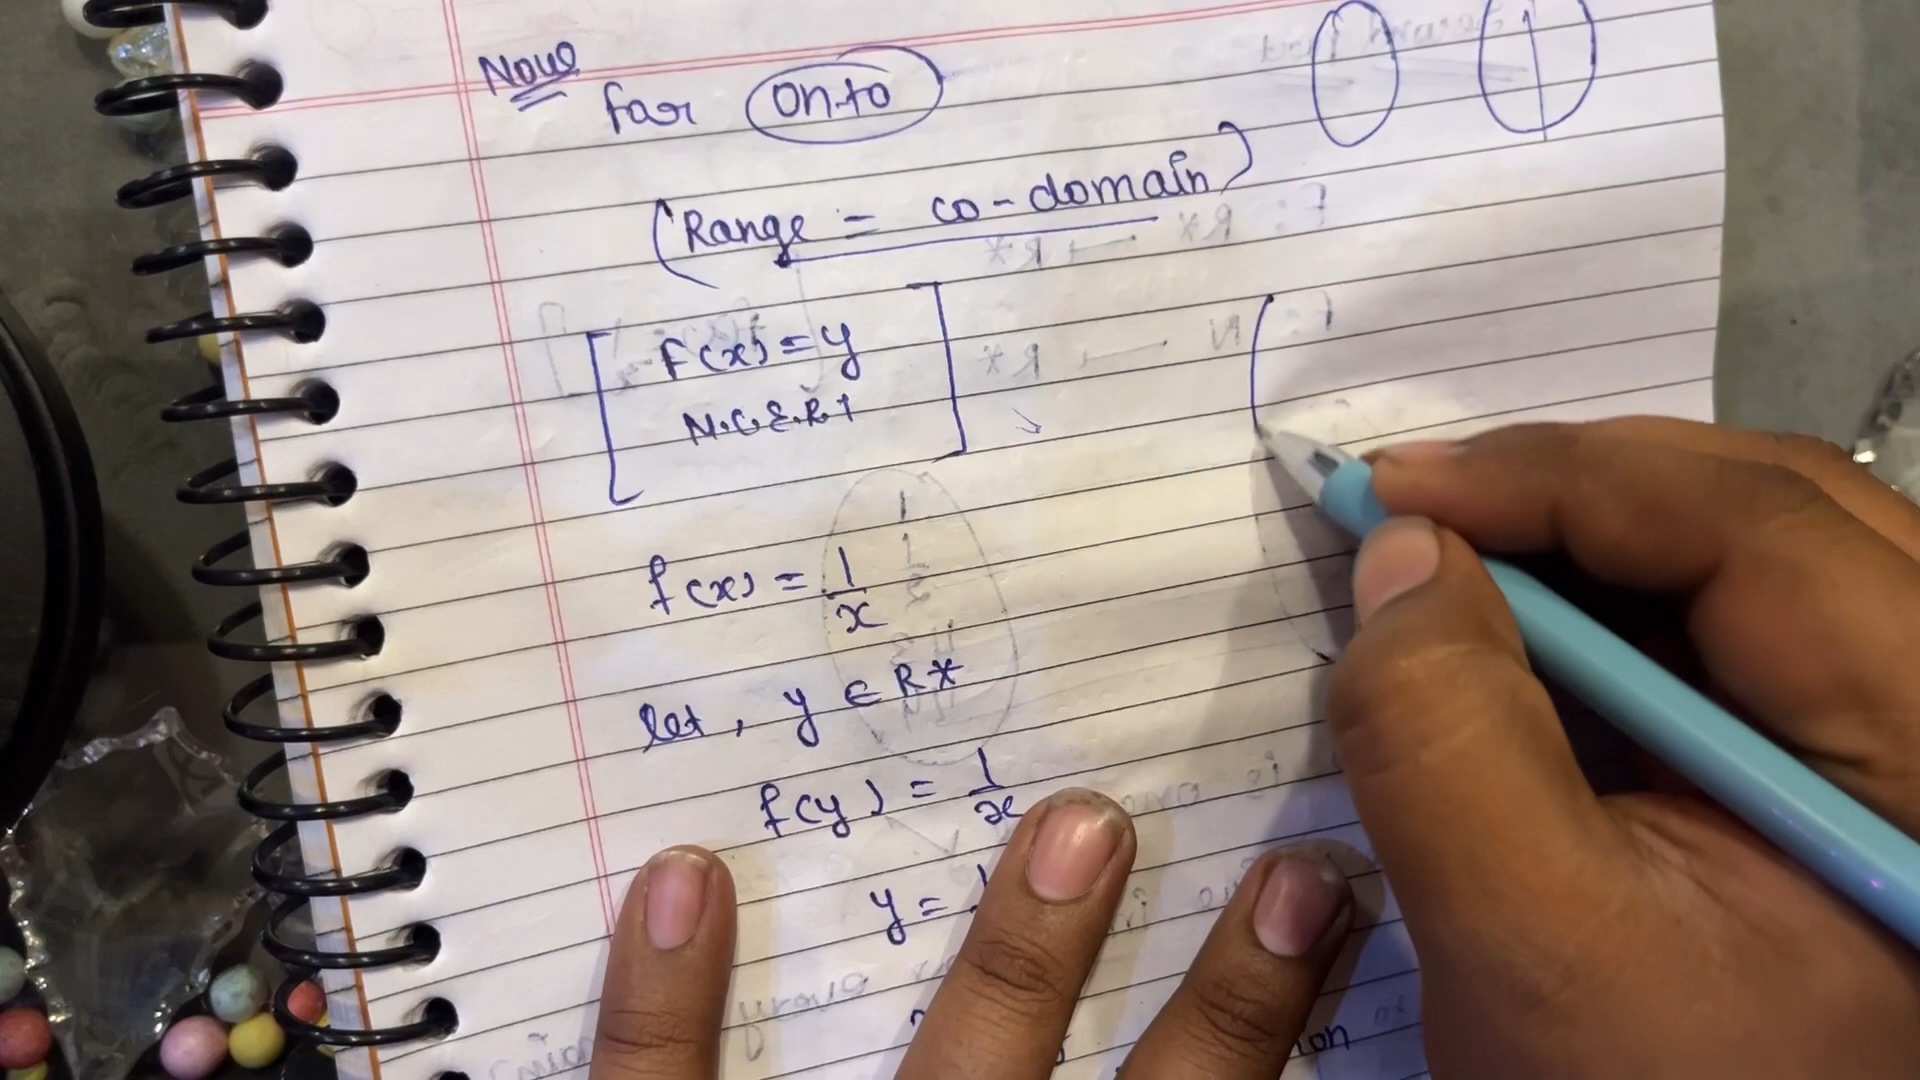 Now
for onto
(Range = co-domain)
f(x) = y
N.C.E.R.T
f(x) = 1/x
let, y ∈ R*
f(y) = 1/x
y =